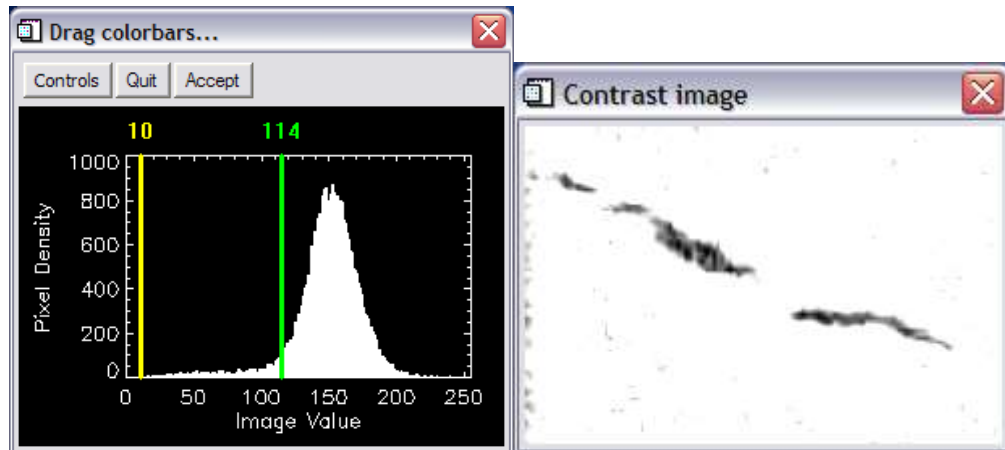 Drag colorbars...
Controls Quit Accept
10 114
1000
800
600
400
200
0
Pixel Density
0 50 100 150 200 250
Image Value
Contrast image